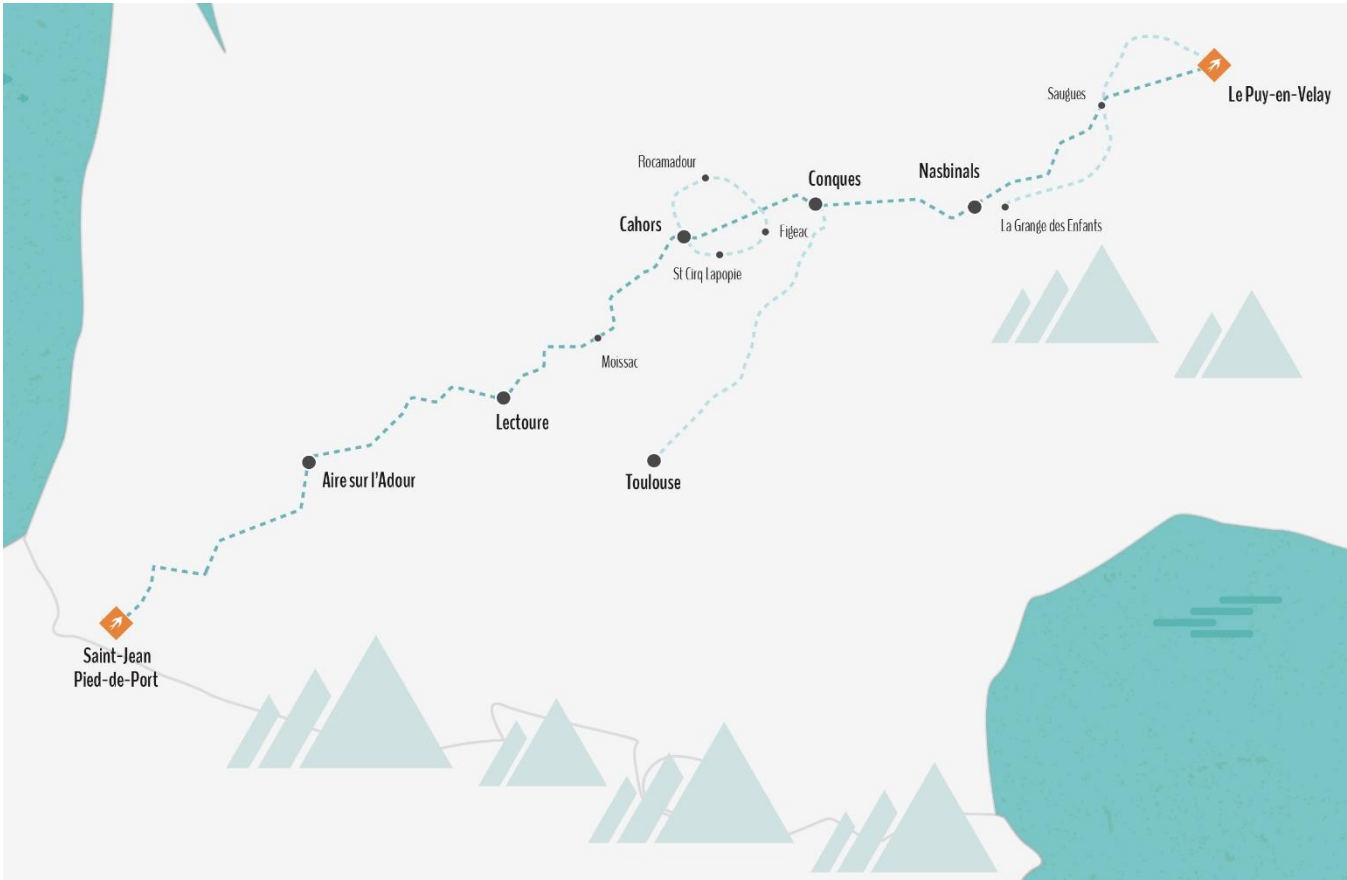 Le Puy-en-Velay
Saugues
Rocamadour
Conques
Nasbinals
Cahors
Figeac
La Grange des Enfants
St Cirq Lapopie
Moissac
Lectoure
Aire sur l'Adour
Toulouse
Saint-Jean
Pied-de-Port